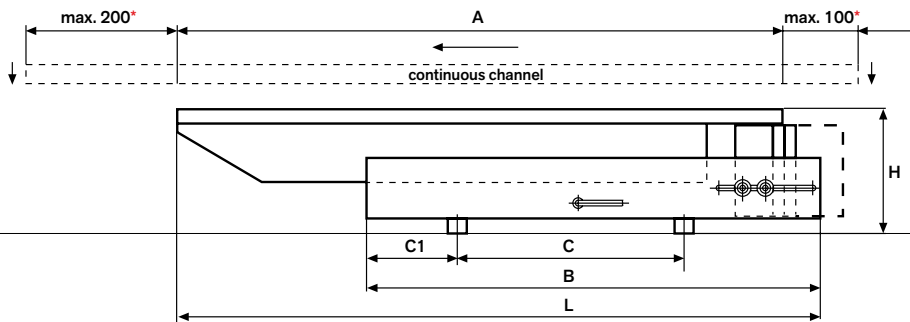 max. 200* A max. 100*
continuous channel
H
C1 C
B
L